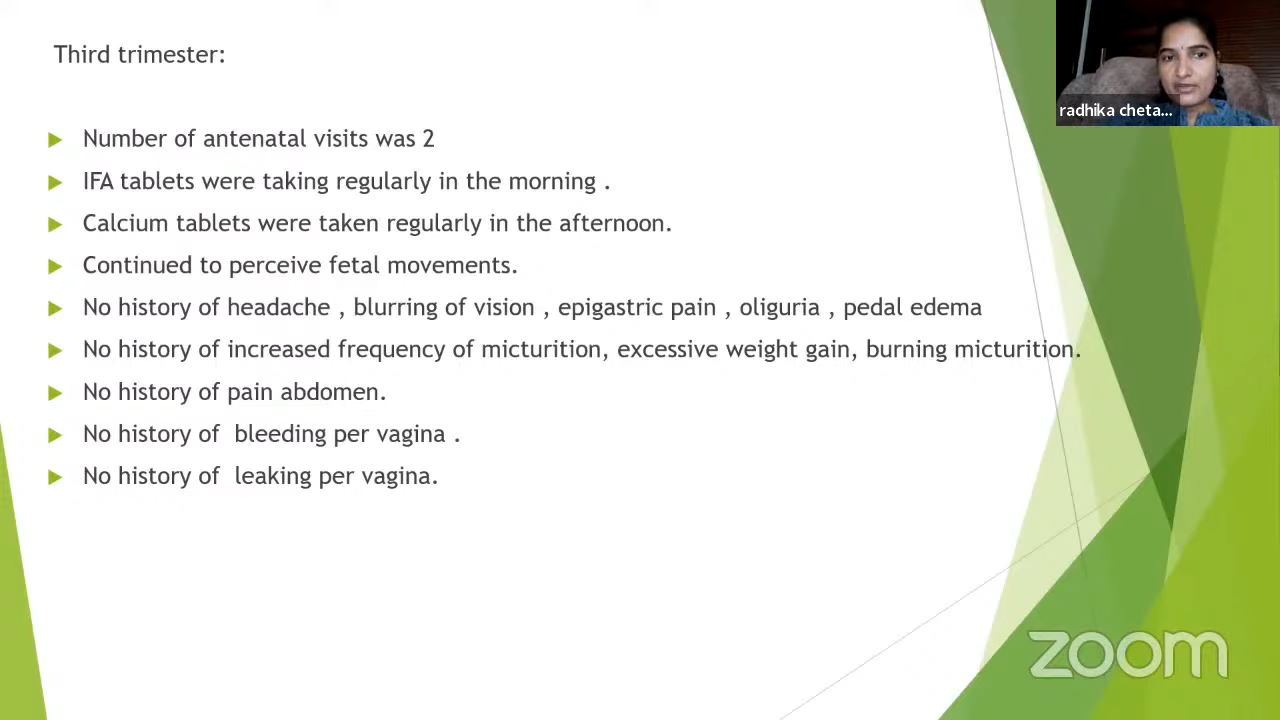 Third trimester:
Number of antenatal visits was 2
IFA tablets were taking regularly in the morning .
Calcium tablets were taken regularly in the afternoon.
Continued to perceive fetal movements.
No history of headache , blurring of vision , epigastric pain , oliguria , pedal edema
No history of increased frequency of micturition, excessive weight gain, burning micturition.
No history of pain abdomen.
No history of  bleeding per vagina .
No history of  leaking per vagina.
radhika cheta...
zoom